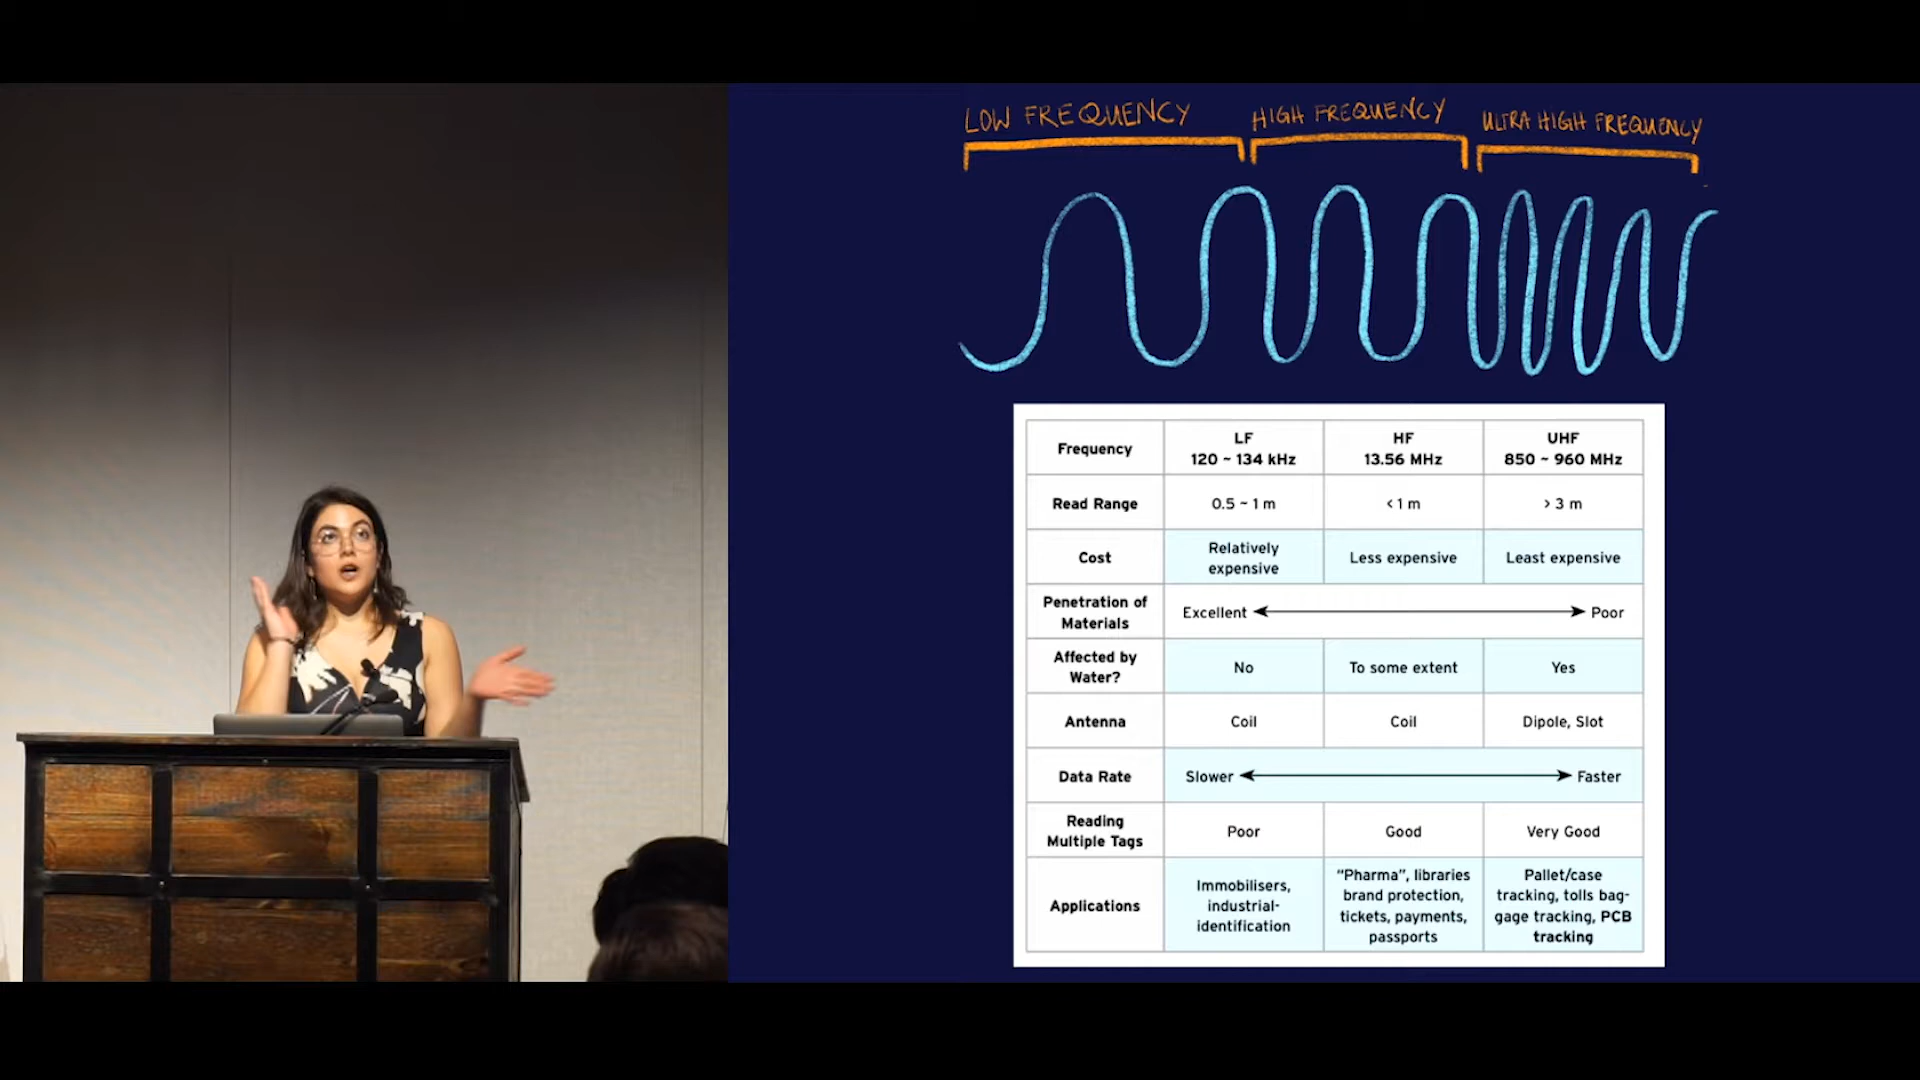 LOW FREQUENCY
HIGH FREQUENCY
ULTRA HIGH FREQUENCY
Frequency
LF
120 ~ 134 kHz
HF
13.56 MHz
UHF
850 ~ 960 MHz
Read Range
0.5 ~ 1 m
< 1 m
> 3 m
Cost
Relatively
expensive
Less expensive
Least expensive
Penetration of
Materials
Excellent
Poor
Affected by
Water?
No
To some extent
Yes
Antenna
Coil
Coil
Dipole, Slot
Data Rate
Slower
Faster
Reading
Multiple Tags
Poor
Good
Very Good
Applications
Immobilisers,
industrial-
identification
“Pharma”, libraries
brand protection,
tickets, payments,
passports
Pallet/case
tracking, tolls bag-
gage tracking, PCB
tracking